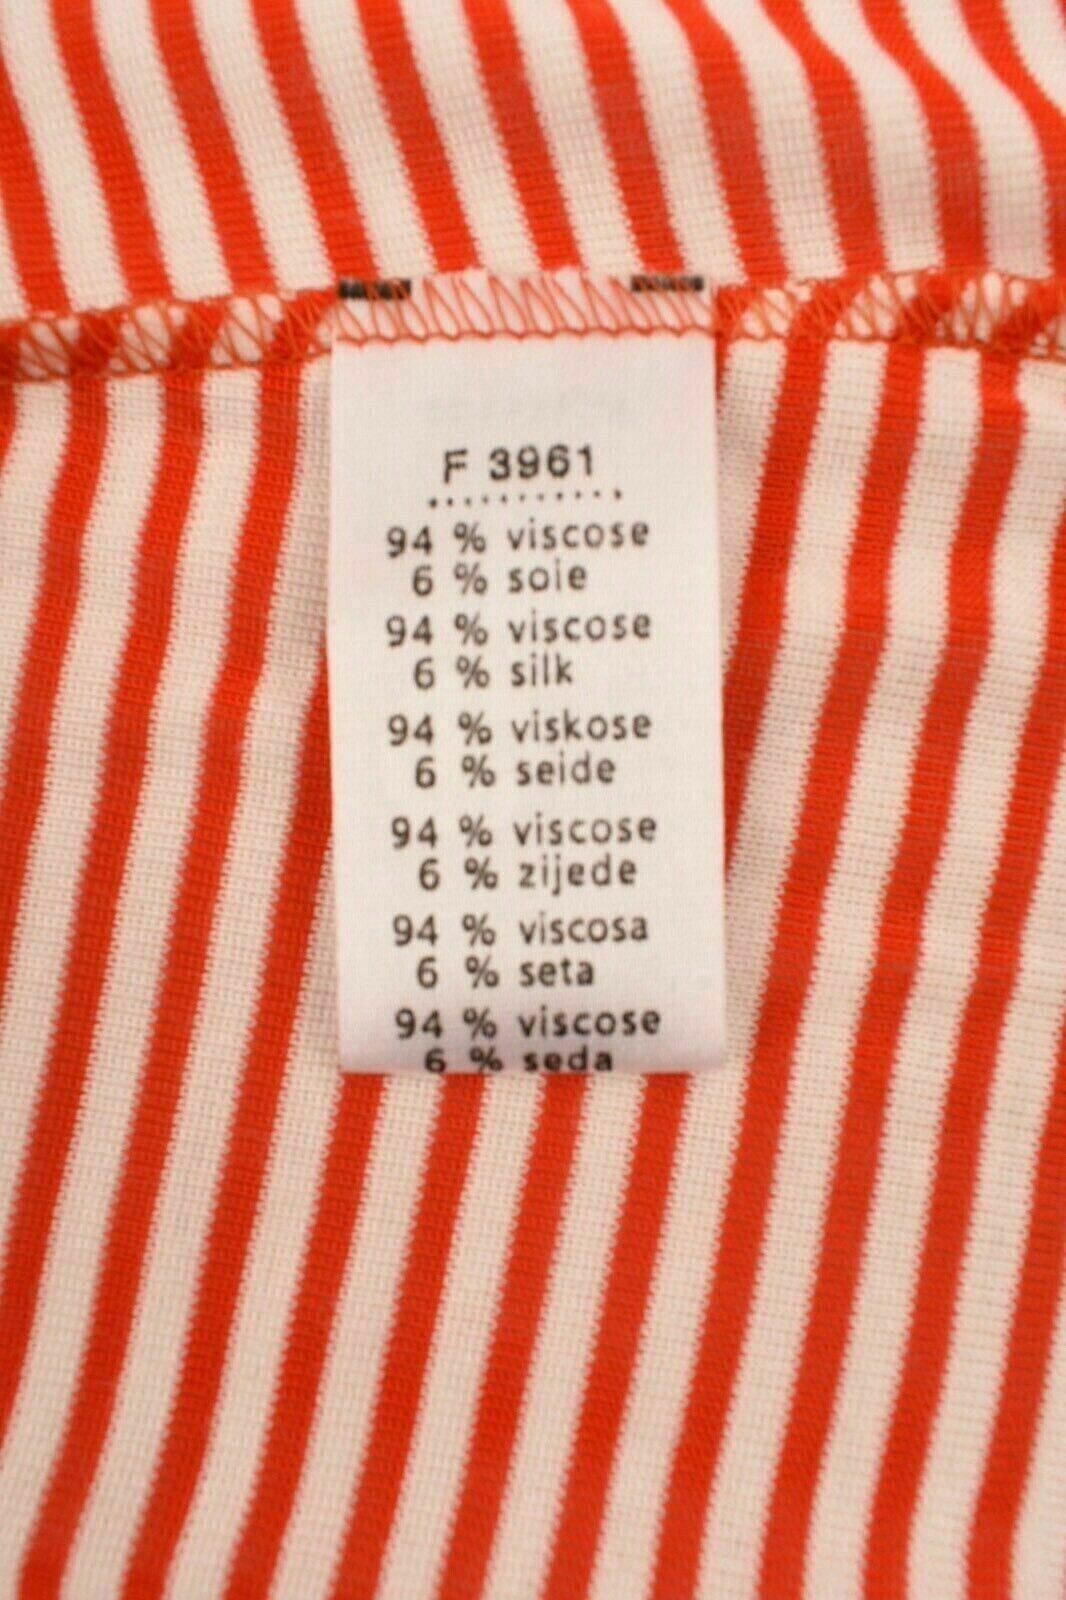 F 3961
94 % viscose
6 % soie
94 % viscose
6 % silk
94 % viskose
6 % seide
94 % viscose
6 % zijede
94 % viscosa
6 % seta
94 % viscose
6 % seda